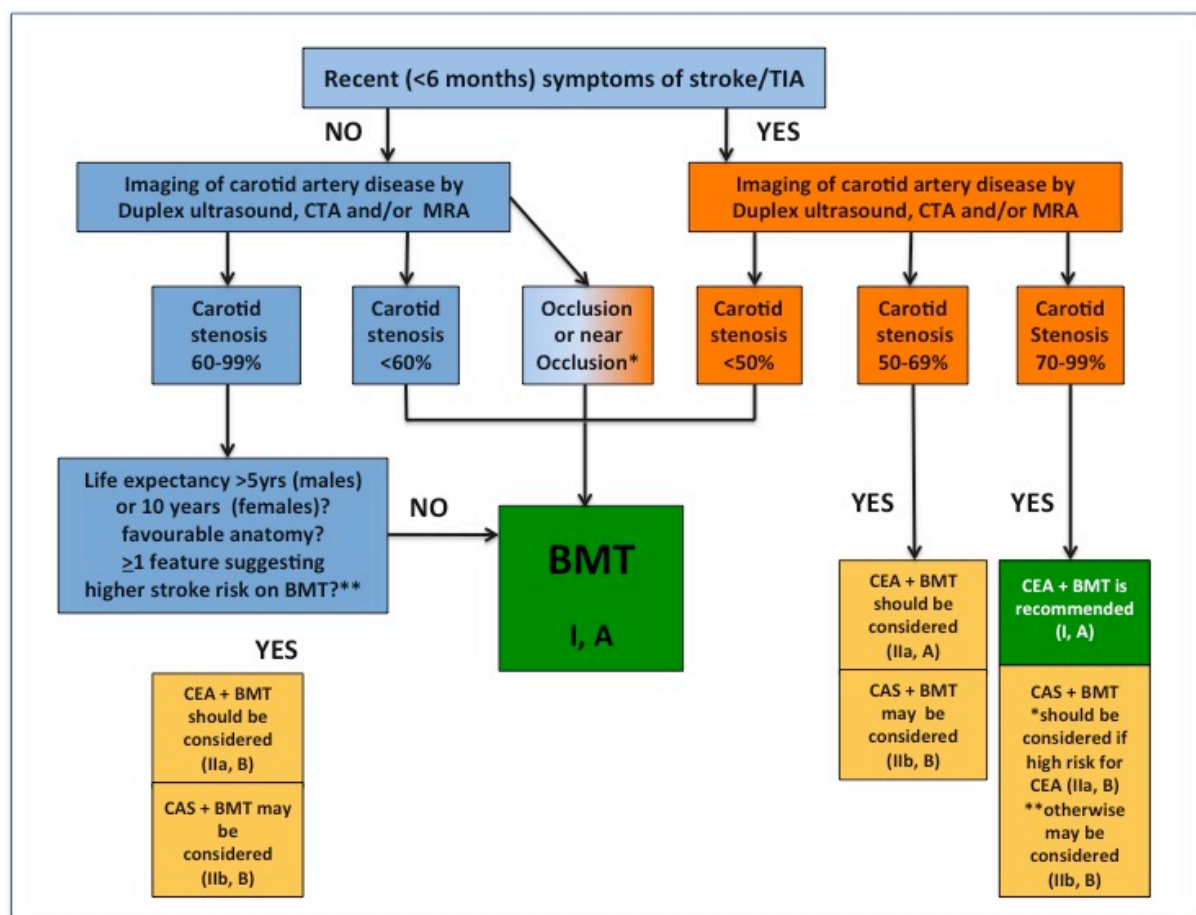 Recent (<6 months) symptoms of stroke/TIA
NO
YES
Imaging of carotid artery disease by
Duplex ultrasound, CTA and/or  MRA
Imaging of carotid artery disease by
Duplex ultrasound, CTA and/or MRA
Carotid
stenosis
60-99%
Carotid
stenosis
<60%
Occlusion
or near
Occlusion*
Carotid
stenosis
<50%
Carotid
stenosis
50-69%
Carotid
Stenosis
70-99%
Life expectancy >5yrs (males)
or 10 years  (females)?
favourable anatomy?
≥1 feature suggesting
higher stroke risk on BMT?**
NO
BMT
I, A
YES
YES
YES
CEA + BMT
should be
considered
(IIa, B)
CAS + BMT may
be
considered
(IIb, B)
CEA + BMT
should be
considered
(IIa, A)
CAS + BMT
may  be
considered
(IIb, B)
CEA + BMT is
recommended
(I, A)
CAS + BMT
*should be
considered if
high risk for
CEA (IIa, B)
**otherwise
may be
considered
(IIb, B)